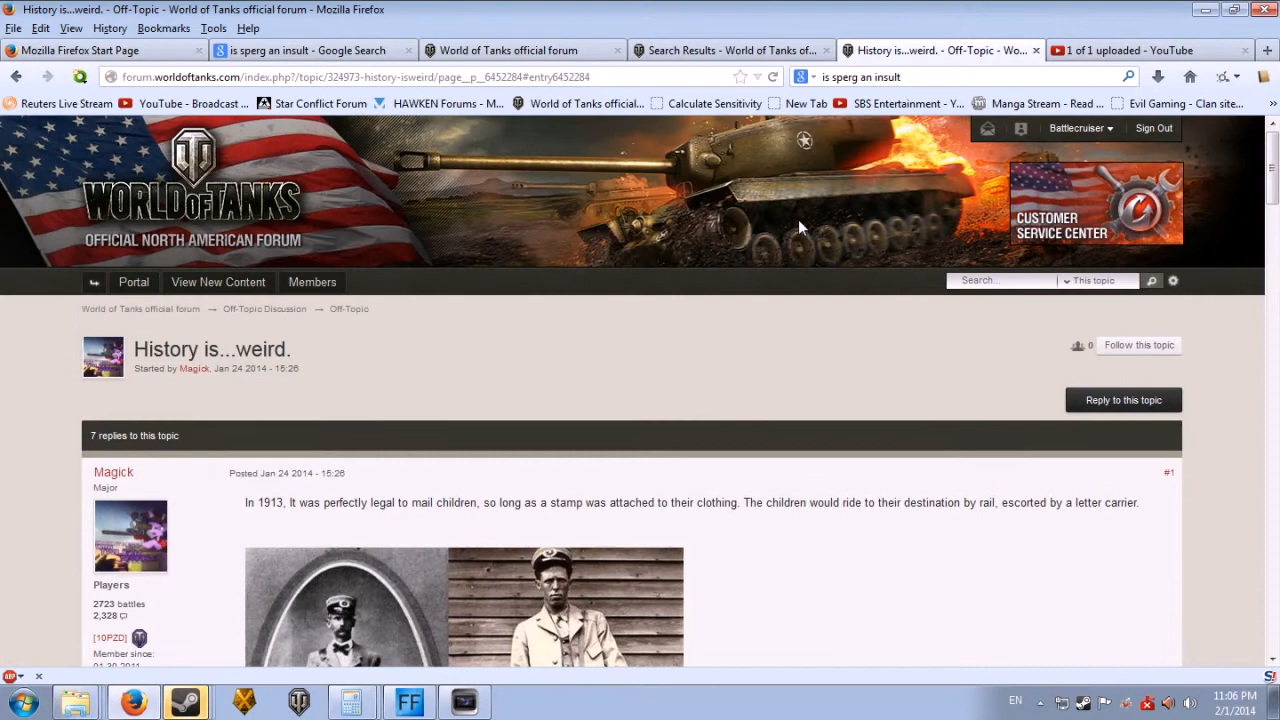 History is...weird. - Off-Topic - World of Tanks official forum - Mozilla Firefox
File Edit View History Bookmarks Tools Help
Mozilla Firefox Start Page × is sperg an insult - Google Search × World of Tanks official forum × Search Results - World of Tanks of... × History is...weird. - Off-Topic - Wo... × 1 of 1 uploaded - YouTube ×
forum.worldoftanks.com/index.php?/topic/324973-history-isweird/page__p__6452284#entry6452284 is sperg an insult
Reuters Live Stream YouTube - Broadcast ... Star Conflict Forum HAWKEN Forums - M... World of Tanks official... Calculate Sensitivity New Tab SBS Entertainment - Y... Manga Stream - Read ... Evil Gaming - Clan site... »
Battlecruiser Sign Out
WORLD OF TANKS
OFFICIAL NORTH AMERICAN FORUM
CUSTOMER
SERVICE CENTER
Portal View New Content Members Search... This topic
World of Tanks official forum → Off-Topic Discussion → Off-Topic
History is...weird.
Started by Magick, Jan 24 2014 - 15:26
0 Follow this topic
Reply to this topic
7 replies to this topic
Magick Posted Jan 24 2014 - 15:26 #1
Major
In 1913, It was perfectly legal to mail children, so long as a stamp was attached to their clothing. The children would ride to their destination by rail, escorted by a letter carrier.
Players
2723 battles
2,328
[10PZD]
Member since:
01.30.2011
ABP
EN
11:06 PM
2/1/2014
FF